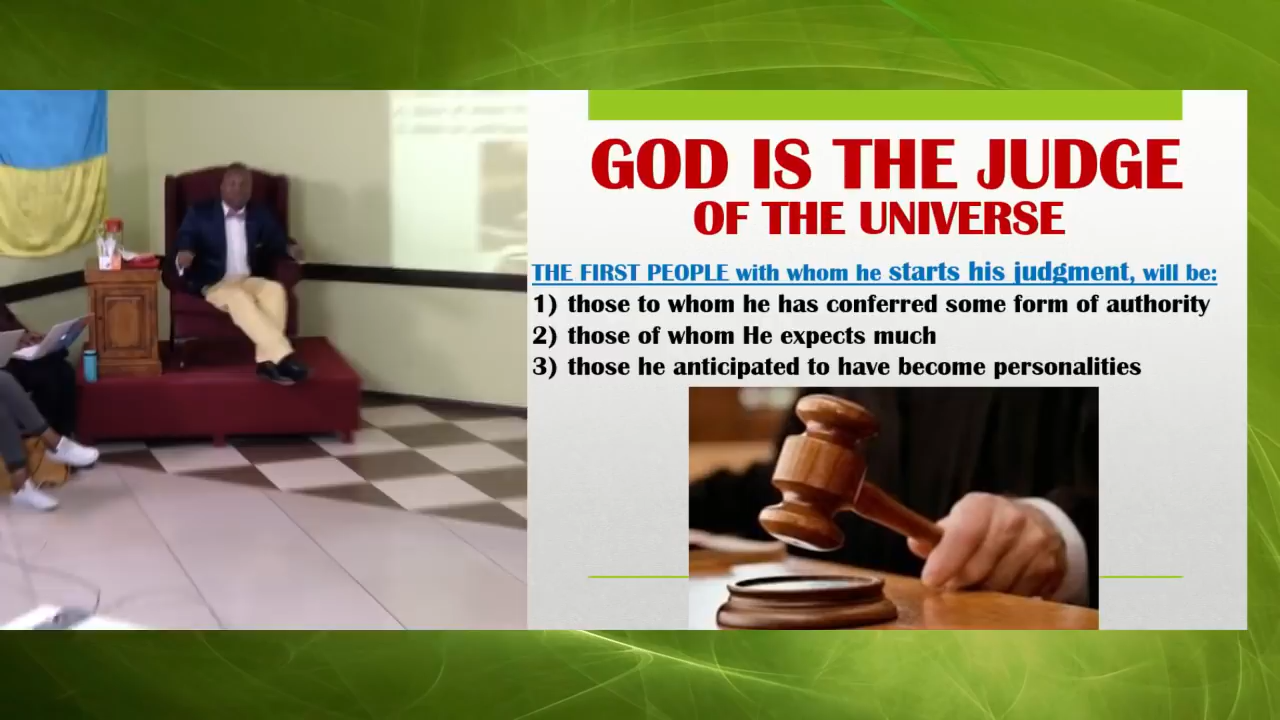 GOD IS THE JUDGE
OF THE UNIVERSE
THE FIRST PEOPLE with whom he starts his judgment, will be:
1) those to whom he has conferred some form of authority
2) those of whom He expects much
3) those he anticipated to have become personalities